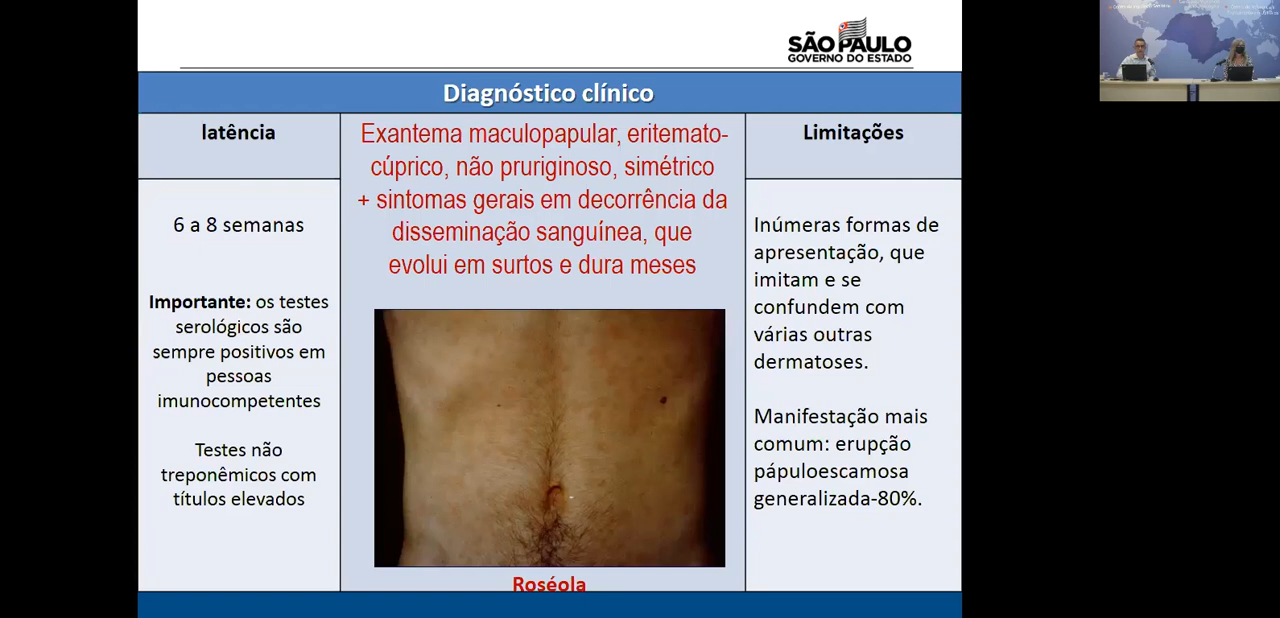 SÃO PAULO
GOVERNO DO ESTADO
Diagnóstico clínico
latência
6 a 8 semanas
Importante: os testes
serológicos são
sempre positivos em
pessoas
imunocompetentes
Testes não
treponêmicos com
títulos elevados
Exantema maculopapular, eritemato-
cúprico, não pruriginoso, simétrico
+ sintomas gerais em decorrência da
disseminação sanguínea, que
evolui em surtos e dura meses
Roséola
Limitações
Inúmeras formas de
apresentação, que
imitam e se
confundem com
várias outras
dermatoses.
Manifestação mais
comum: erupção
pápuloescamosa
generalizada-80%.